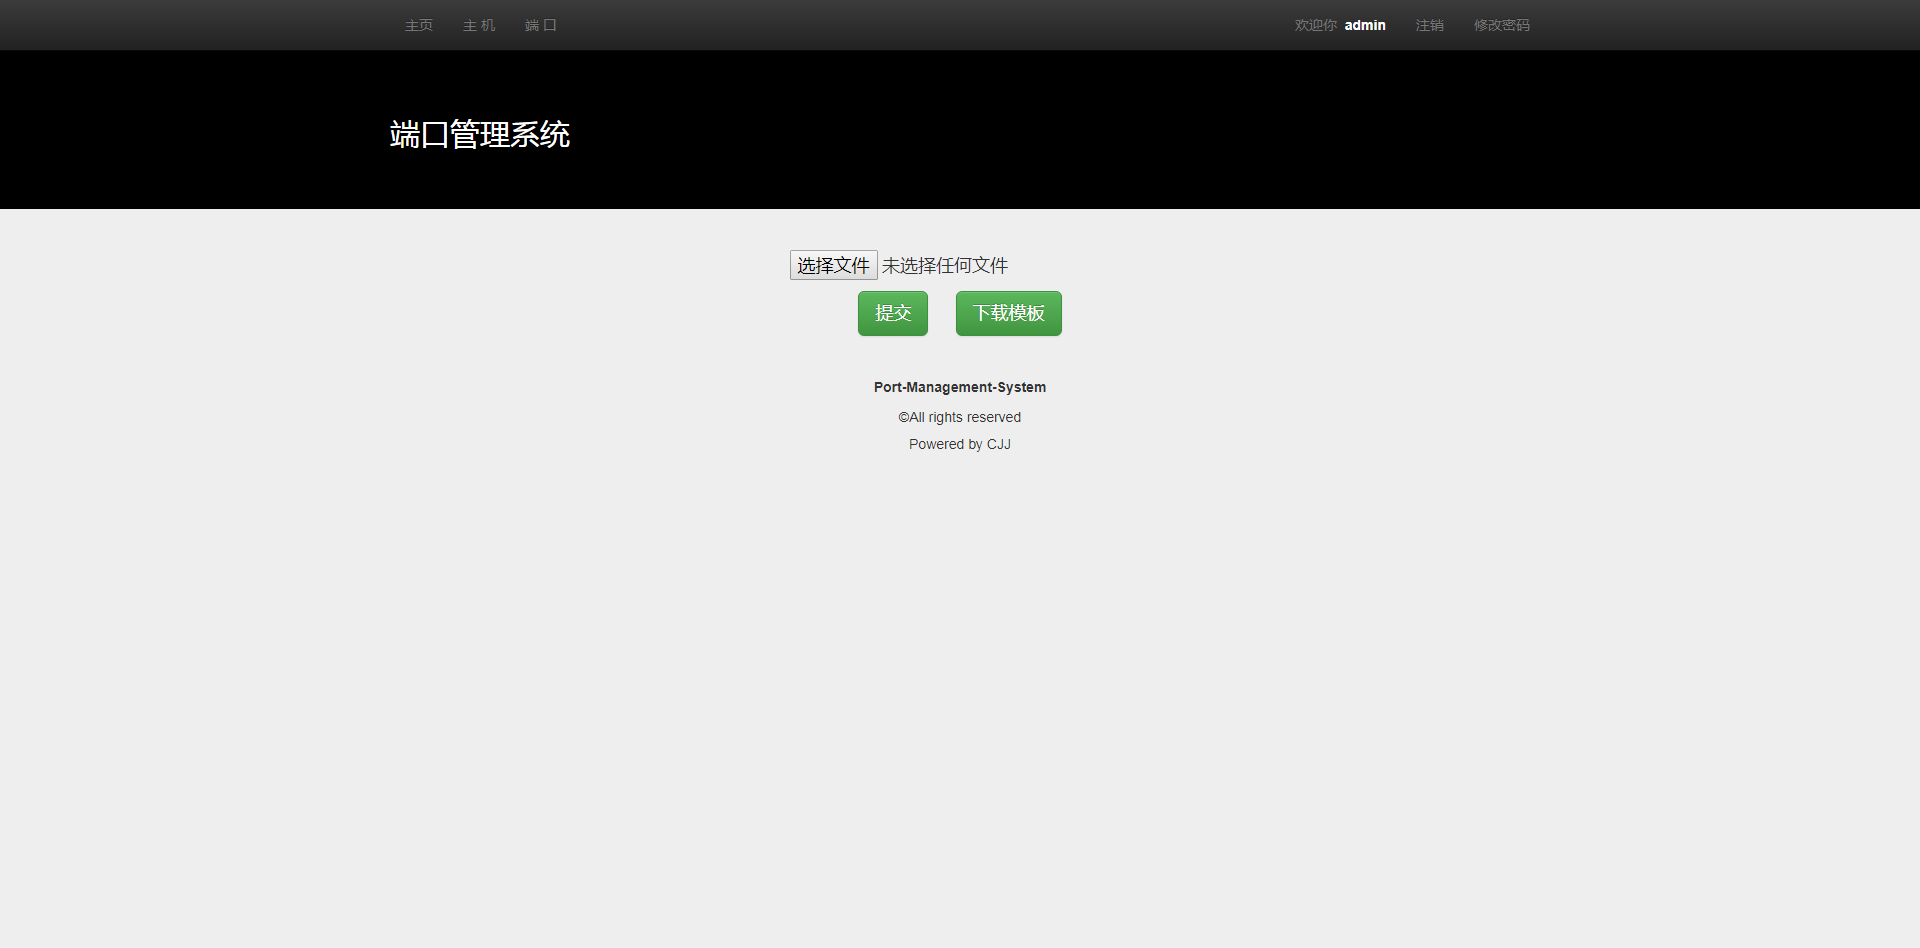 主页 主 机 端 口 欢迎你 admin 注销 修改密码
端口管理系统
选择文件 未选择任何文件
提交 下载模板
Port-Management-System
©All rights reserved
Powered by CJJ